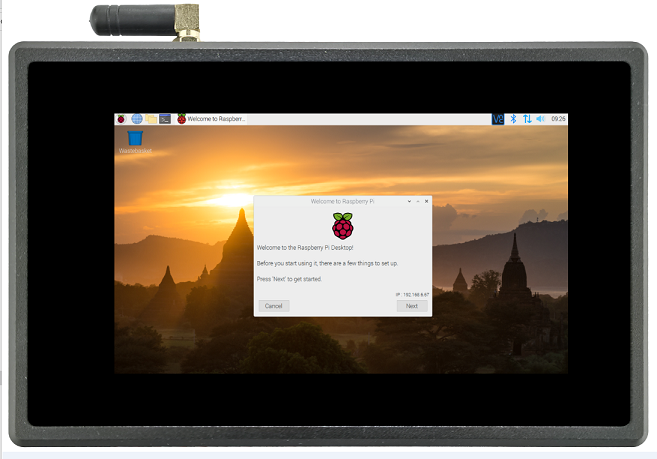 Welcome to Raspberr...
V2
09:26
Wastebasket
Welcome to Raspberry Pi
Welcome to the Raspberry Pi Desktop!
Before you start using it, there are a few things to set up.
Press 'Next' to get started.
IP : 192.168.6.67
Cancel
Next